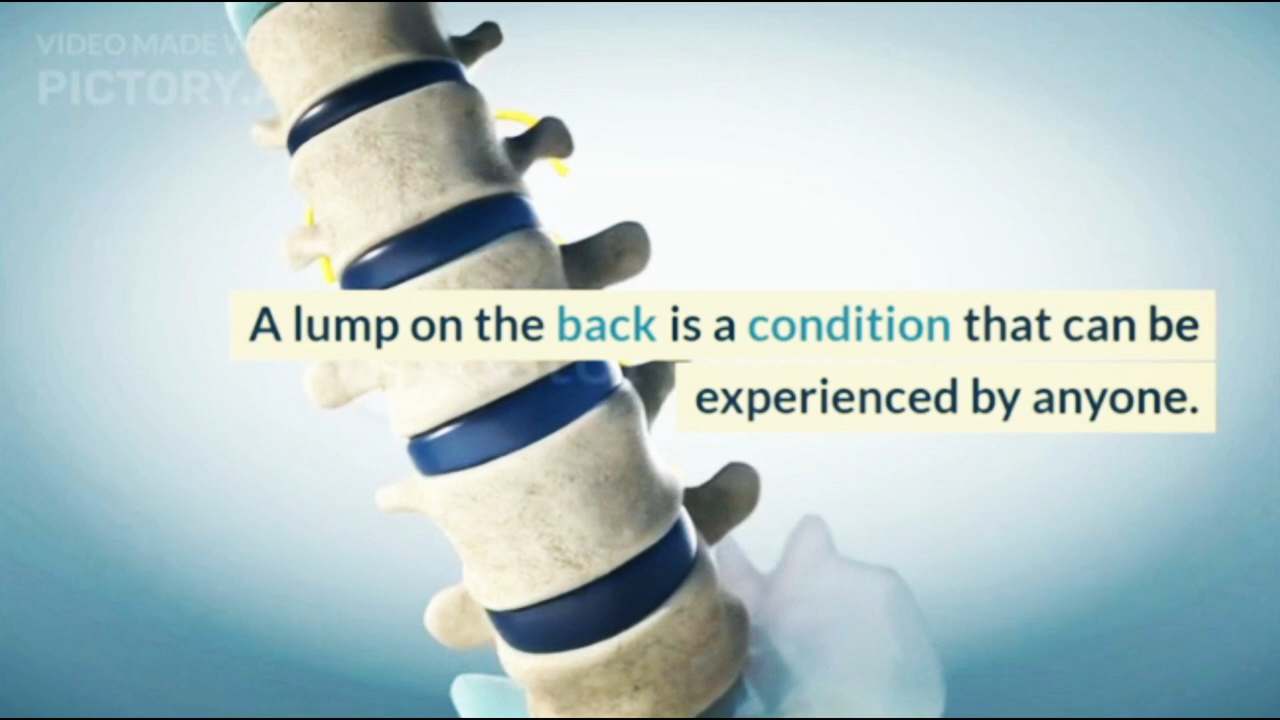 VIDEO MADE
PICTORY.
A lump on the back is a condition that can be
experienced by anyone.